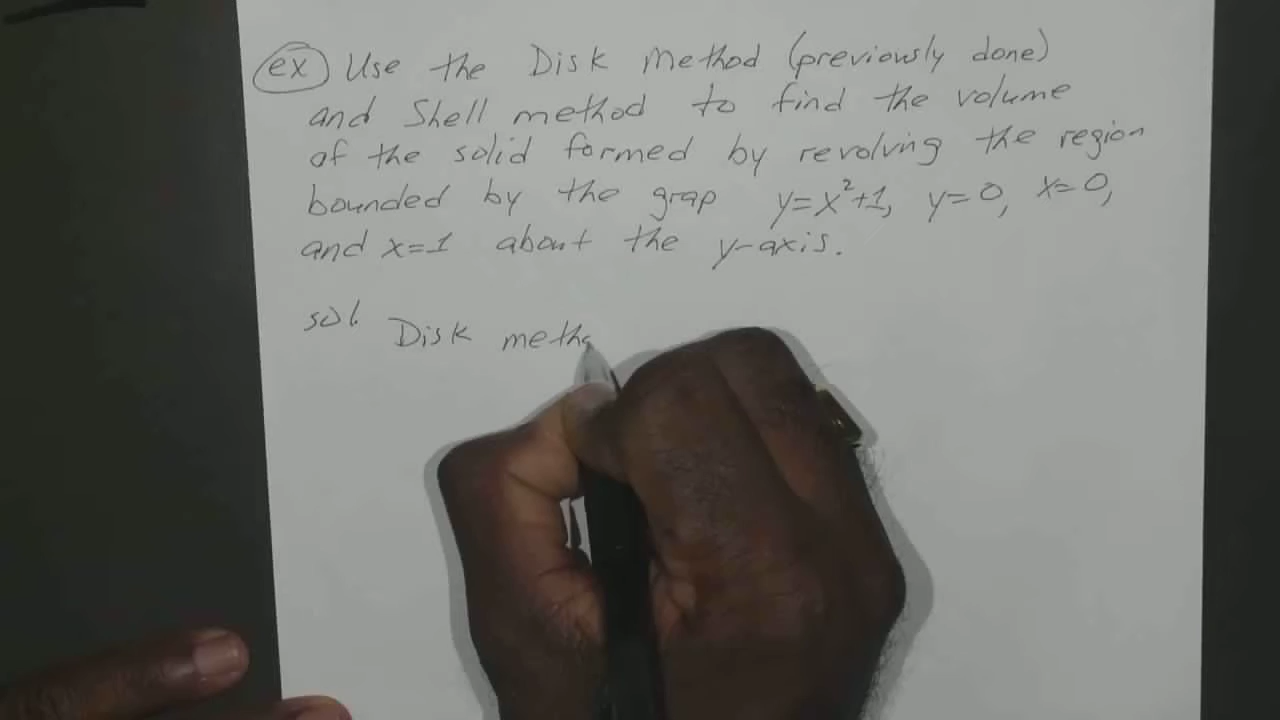 ex Use the Disk Method (previously done)
and Shell method to find the volume
of the solid formed by revolving the region
bounded by the grap y=x²+1, y=0, x=0,
and x=1 about the y-axis.
sol. Disk metho